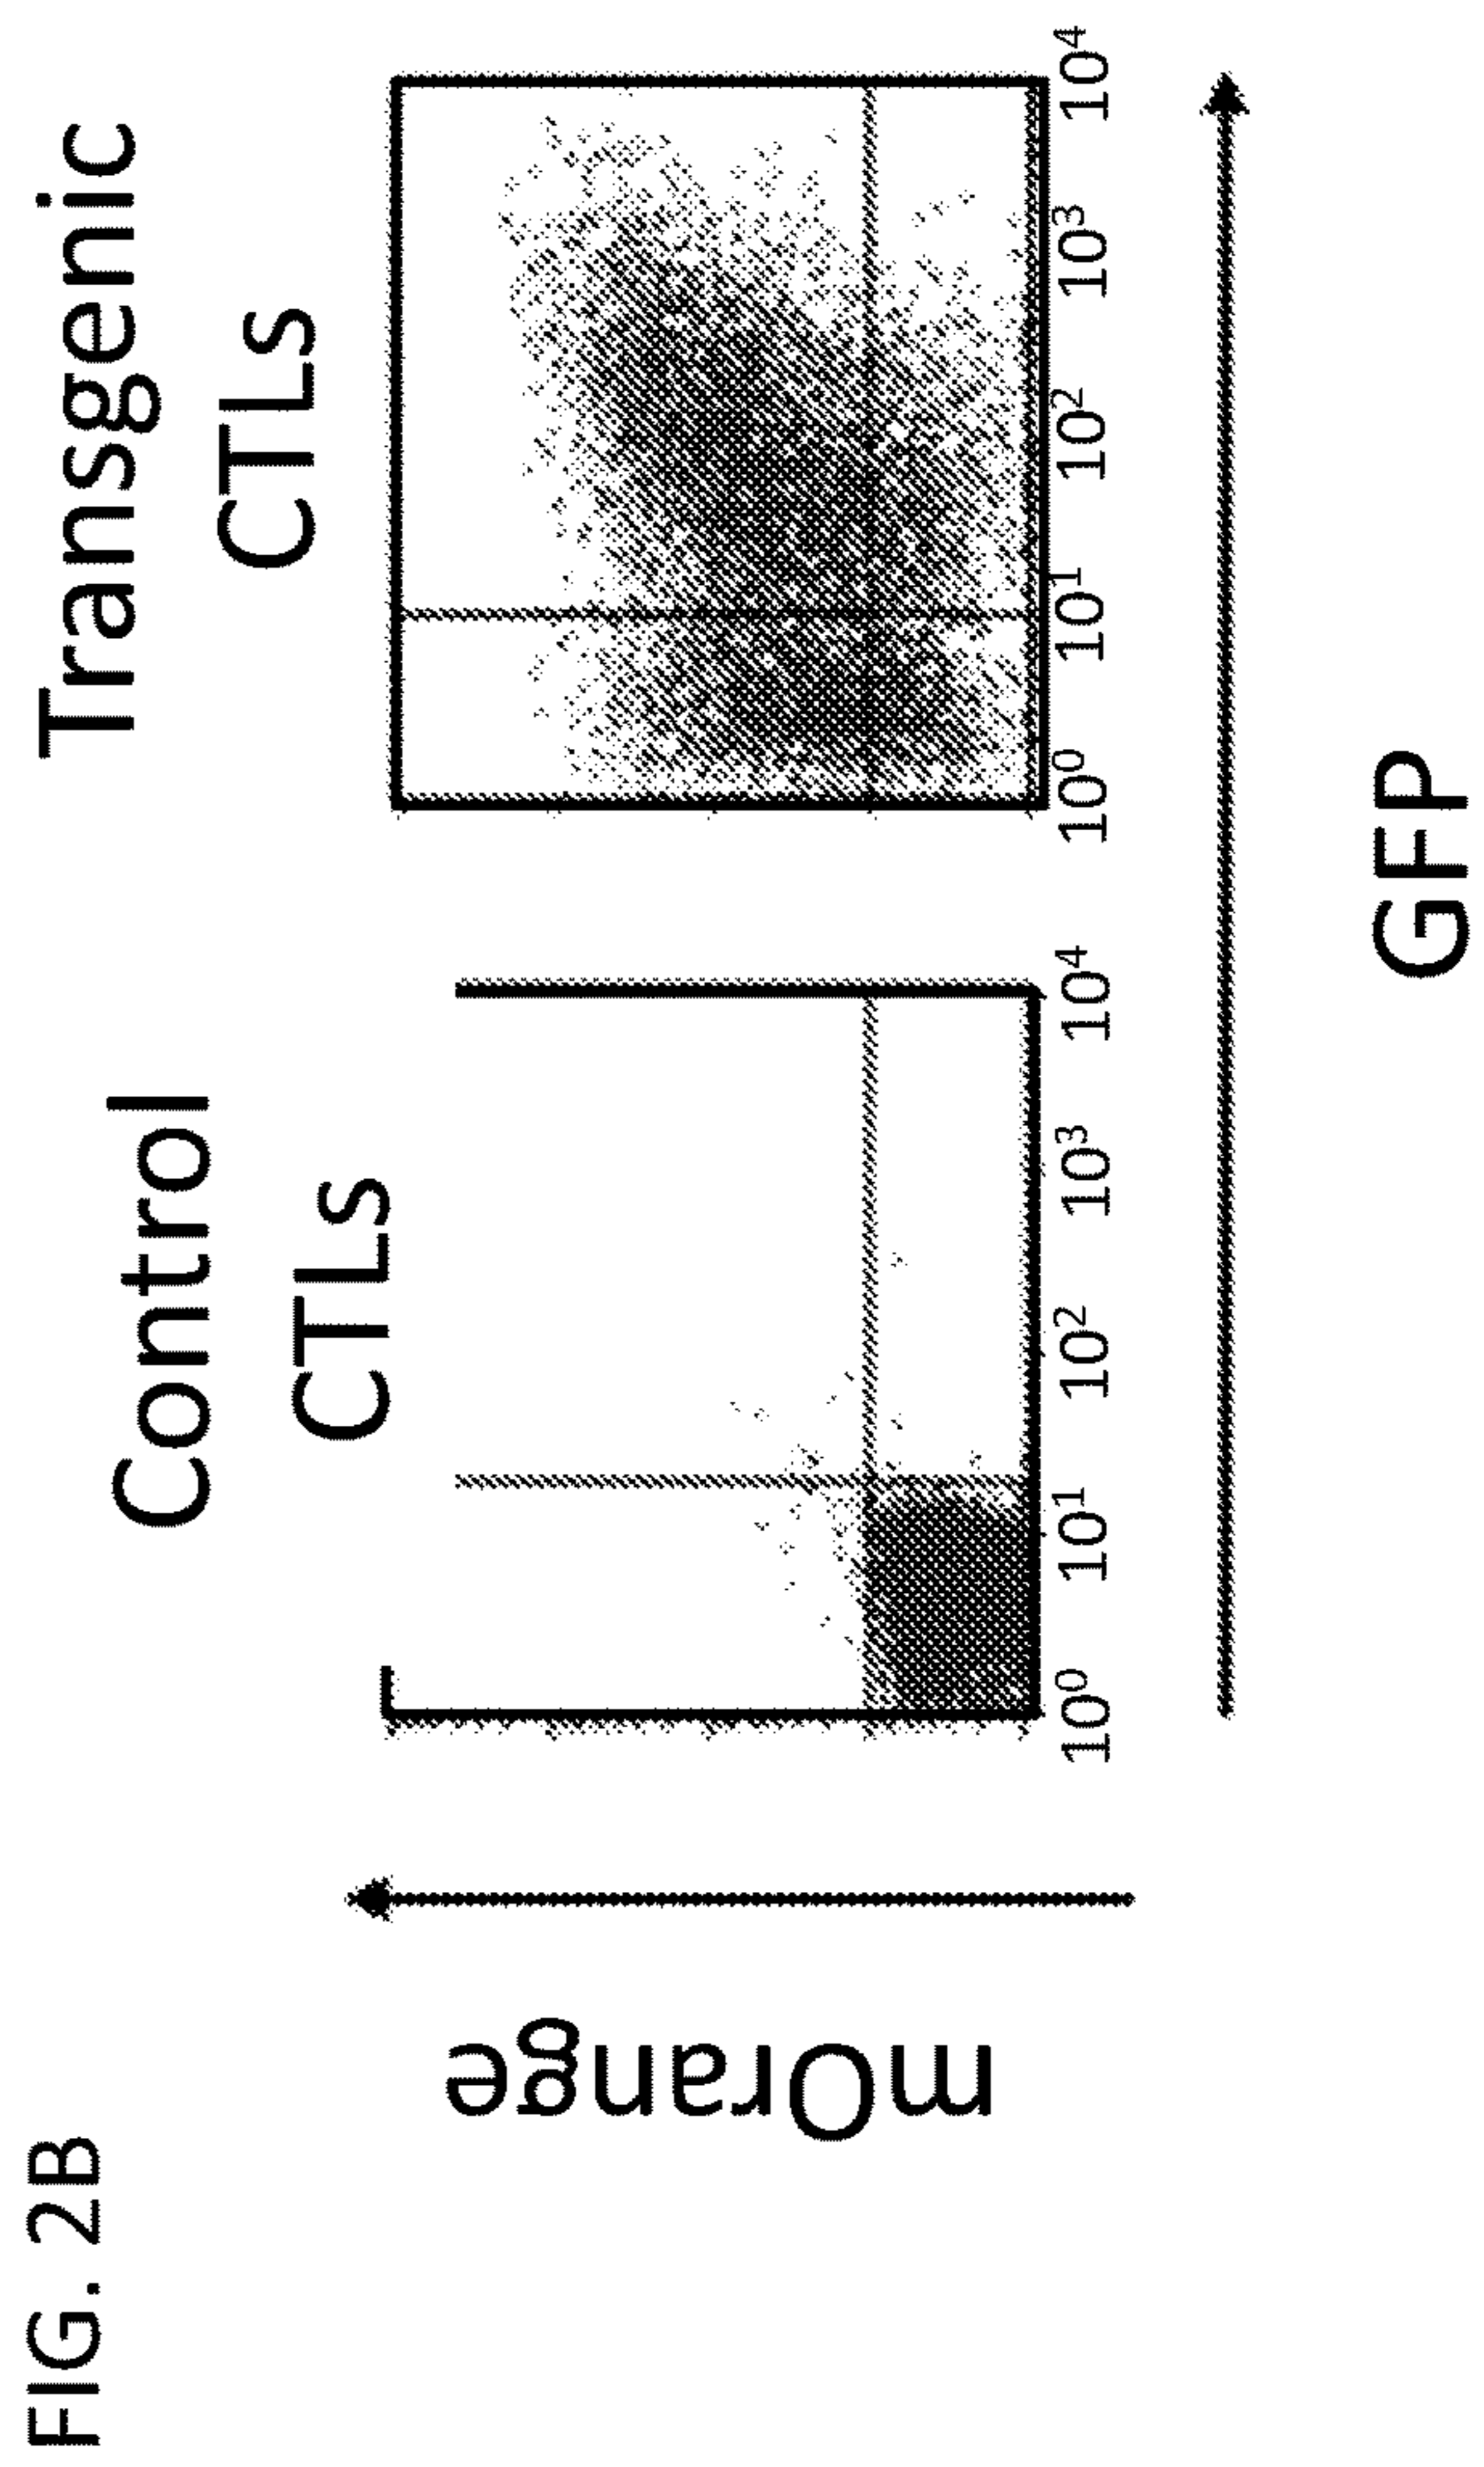 FIG. 2B
Control
CTLs
Transgenic
CTLs
mOrange
10⁰ 10¹ 10² 10³ 10⁴
10⁰ 10¹ 10² 10³ 10⁴
GFP